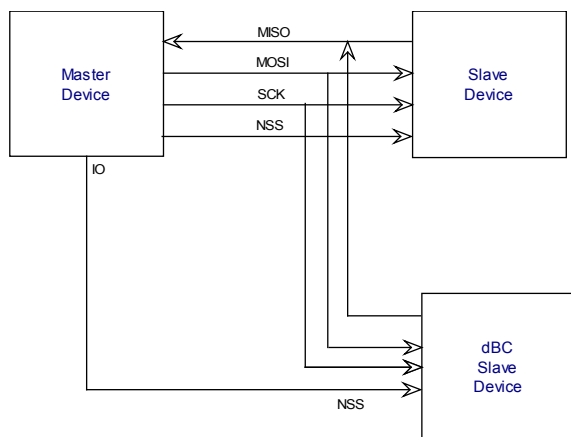 MISO
Master
Device
MOSI
Slave
Device
SCK
NSS
IO
dBC
Slave
Device
NSS